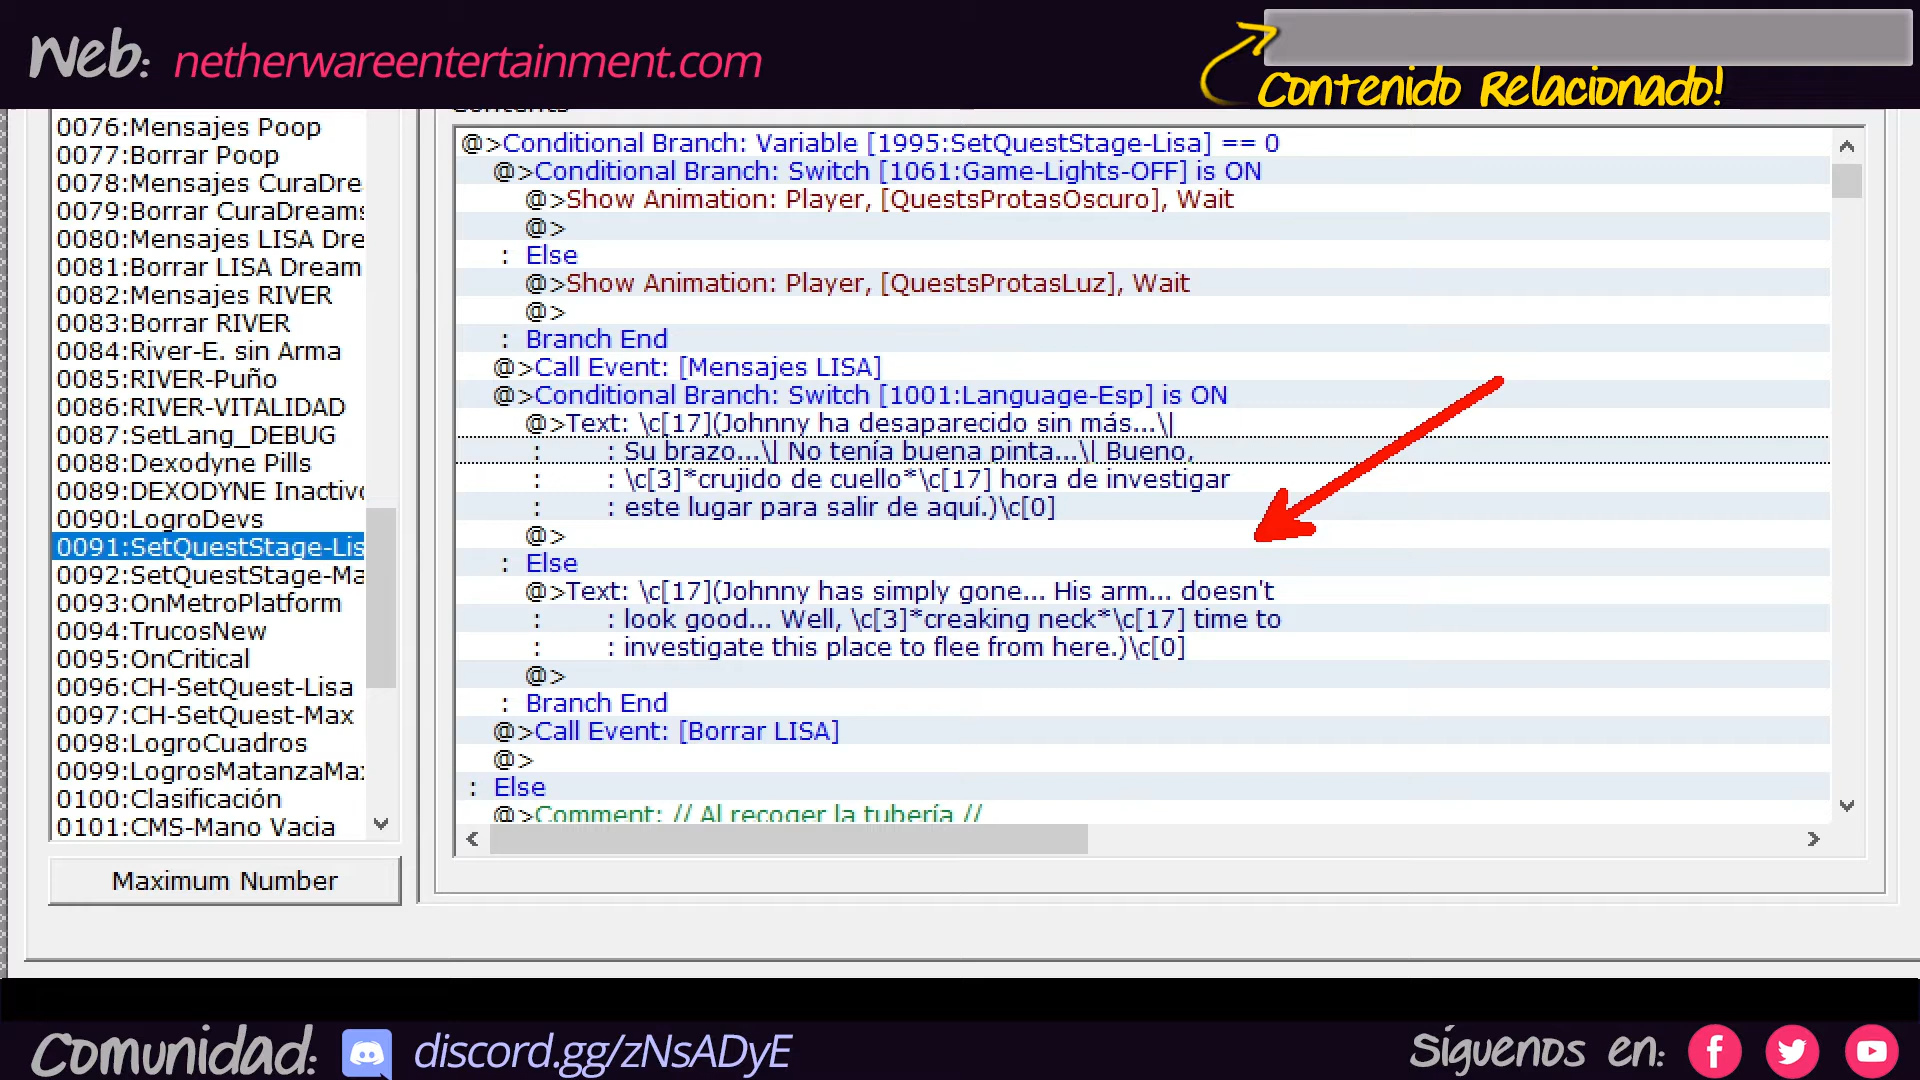 Web: netherwareentertainment.com
Contenido Relacionado!
0076:Mensajes Poop
0077:Borrar Poop
0078:Mensajes CuraDre
0079:Borrar CuraDreams
0080:Mensajes LISA Dre
0081:Borrar LISA Dream
0082:Mensajes RIVER
0083:Borrar RIVER
0084:River-E. sin Arma
0085:RIVER-Puño
0086:RIVER-VITALIDAD
0087:SetLang_DEBUG
0088:Dexodyne Pills
0089:DEXODYNE Inactivo
0090:LogroDevs
0091:SetQuestStage-Lis
0092:SetQuestStage-Ma
0093:OnMetroPlatform
0094:TrucosNew
0095:OnCritical
0096:CH-SetQuest-Lisa
0097:CH-SetQuest-Max
0098:LogroCuadros
0099:LogrosMatanzaMax
0100:Clasificación
0101:CMS-Mano Vacia
Maximum Number
Contents
@>Conditional Branch: Variable [1995:SetQuestStage-Lisa] == 0
@>Conditional Branch: Switch [1061:Game-Lights-OFF] is ON
@>Show Animation: Player, [QuestsProtasOscuro], Wait
@>
: Else
@>Show Animation: Player, [QuestsProtasLuz], Wait
@>
: Branch End
@>Call Event: [Mensajes LISA]
@>Conditional Branch: Switch [1001:Language-Esp] is ON
@>Text: \c[17](Johnny ha desaparecido sin más...\|
: : Su brazo...\| No tenía buena pinta...\| Bueno,
: : \c[3]*crujido de cuello*\c[17] hora de investigar
: : este lugar para salir de aquí.)\c[0]
@>
: Else
@>Text: \c[17](Johnny has simply gone... His arm... doesn't
: : look good... Well, \c[3]*creaking neck*\c[17] time to
: : investigate this place to flee from here.)\c[0]
@>
: Branch End
@>Call Event: [Borrar LISA]
@>
: Else
@>Comment: // Al recoger la tubería //
Comunidad: discord.gg/zNsADyE
Síguenos en: